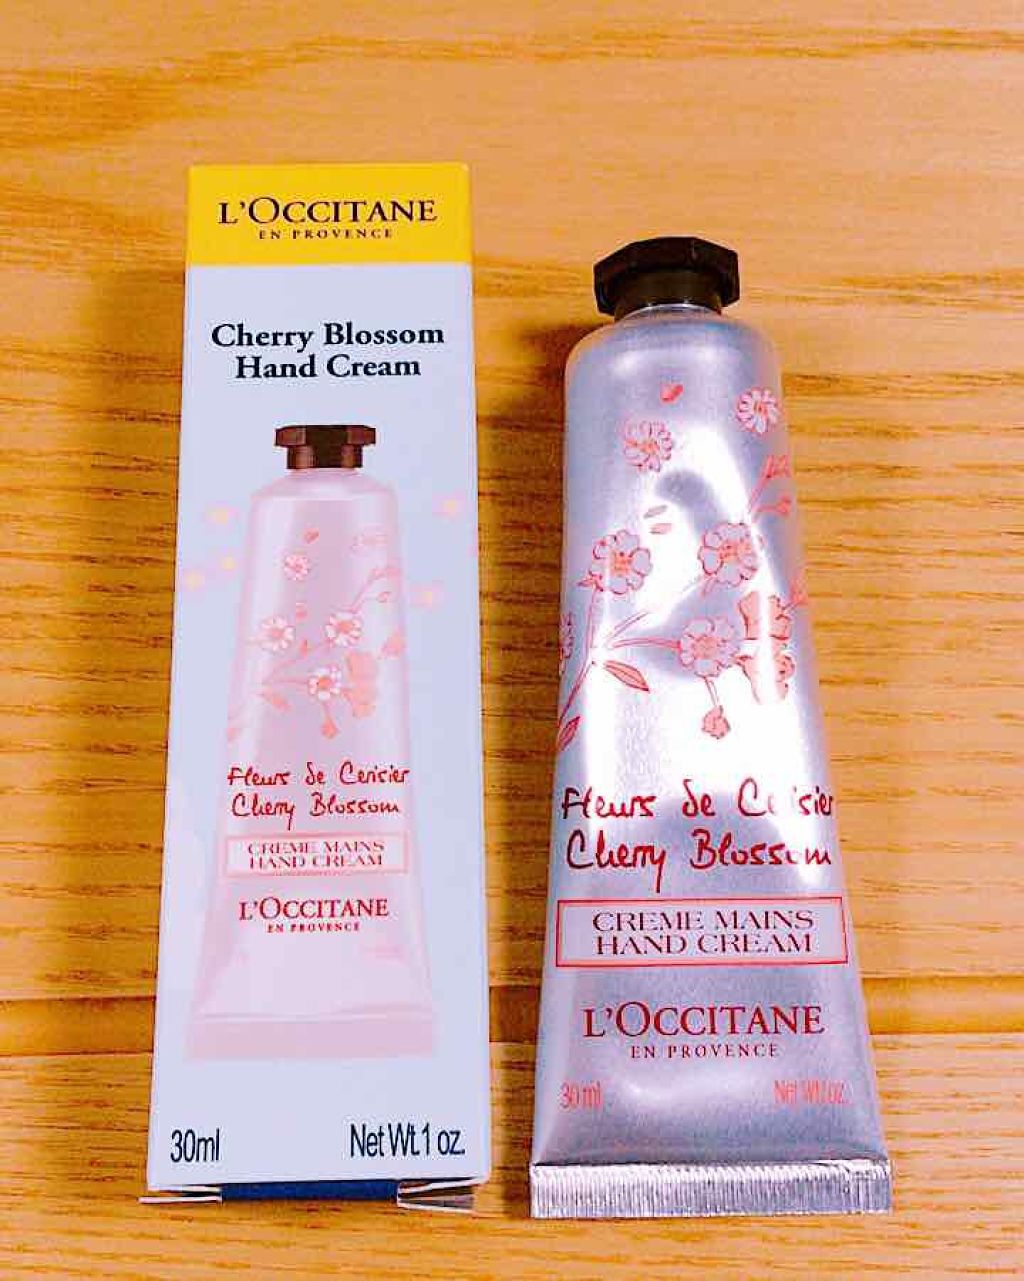 L'OCCITANE
EN PROVENCE
Cherry Blossom
Hand Cream
Fleurs de Cerisier
Cherry Blossom
CREME MAINS
HAND CREAM
L'OCCITANE
EN PROVENCE
30ml
Net Wt.1 oz.
Fleurs de Cerisier
Cherry Blossom
CREME MAINS
HAND CREAM
L'OCCITANE
EN PROVENCE
30 ml
Net Wt.1 oz.